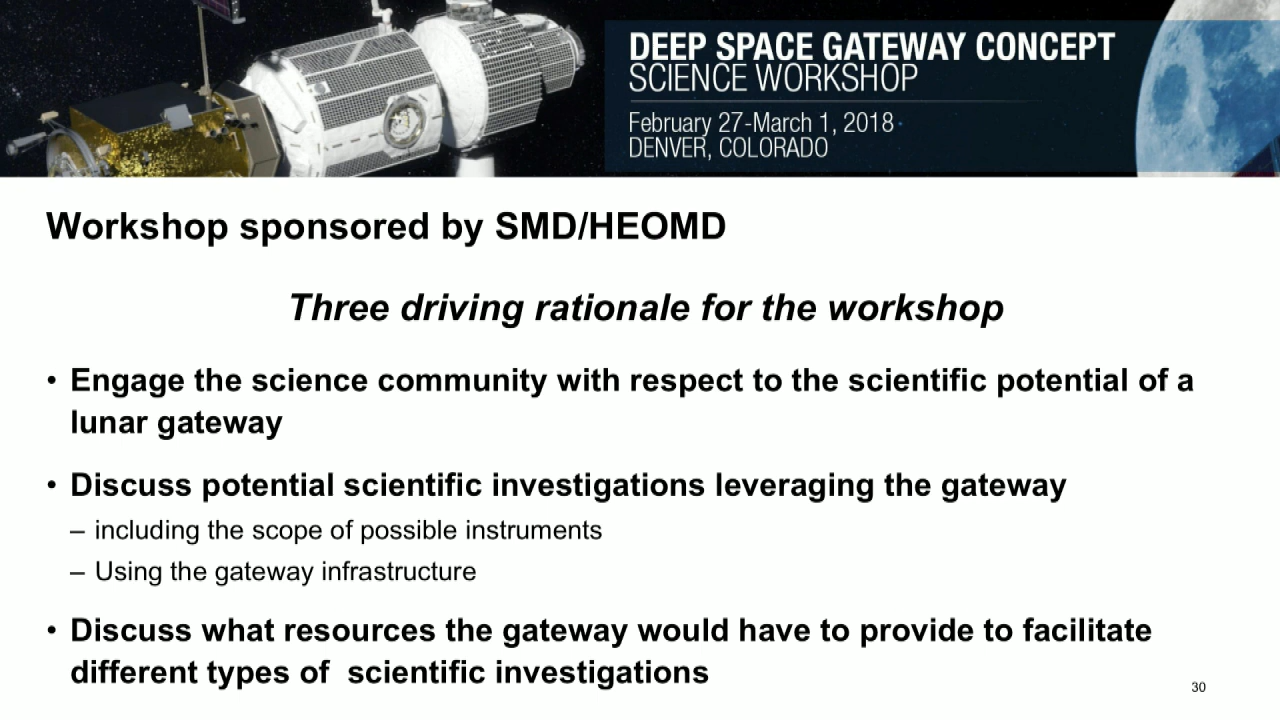 DEEP SPACE GATEWAY CONCEPT
SCIENCE WORKSHOP
February 27-March 1, 2018
DENVER, COLORADO
Workshop sponsored by SMD/HEOMD
Three driving rationale for the workshop
• Engage the science community with respect to the scientific potential of a
lunar gateway
• Discuss potential scientific investigations leveraging the gateway
– including the scope of possible instruments
– Using the gateway infrastructure
• Discuss what resources the gateway would have to provide to facilitate
different types of  scientific investigations
30